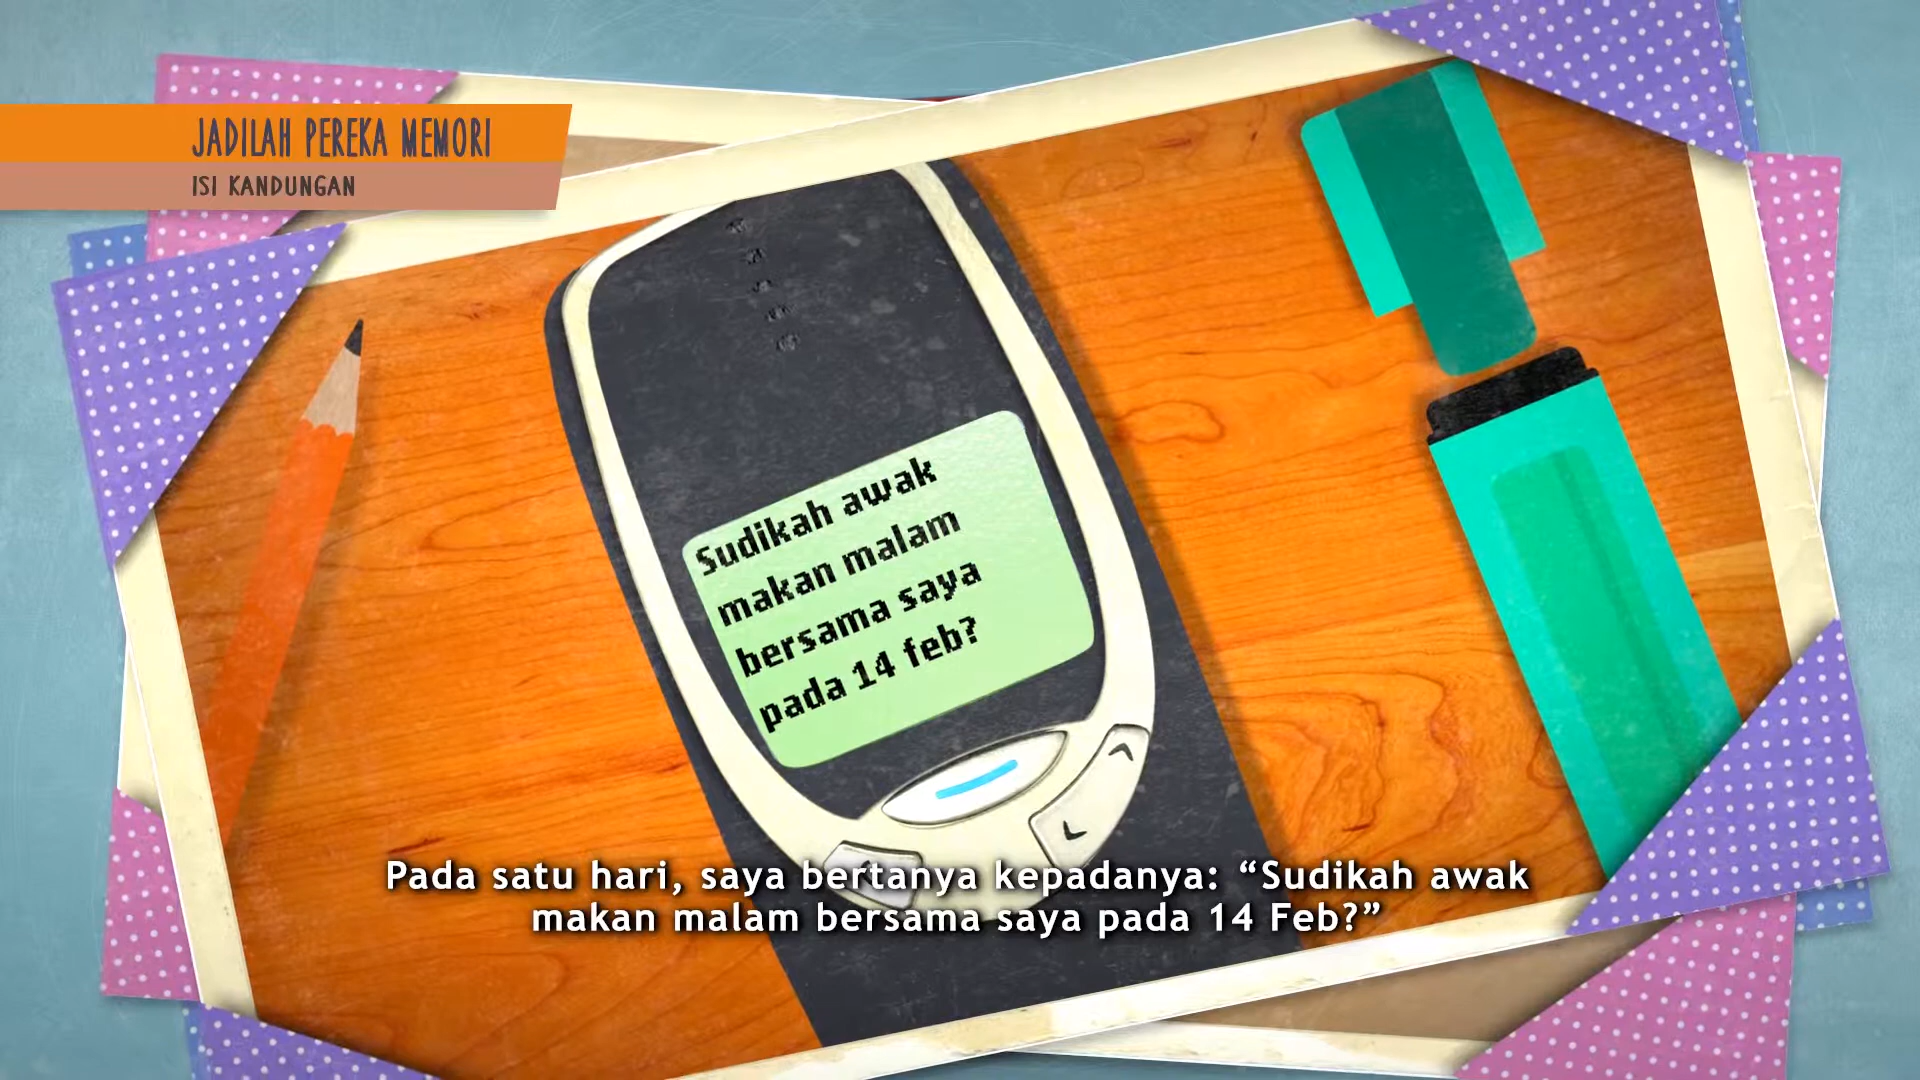 JADILAH PEREKA MEMORI
ISI KANDUNGAN
Sudikah awak
makan malam
bersama saya
pada 14 feb?
Pada satu hari, saya bertanya kepadanya: “Sudikah awak
makan malam bersama saya pada 14 Feb?”